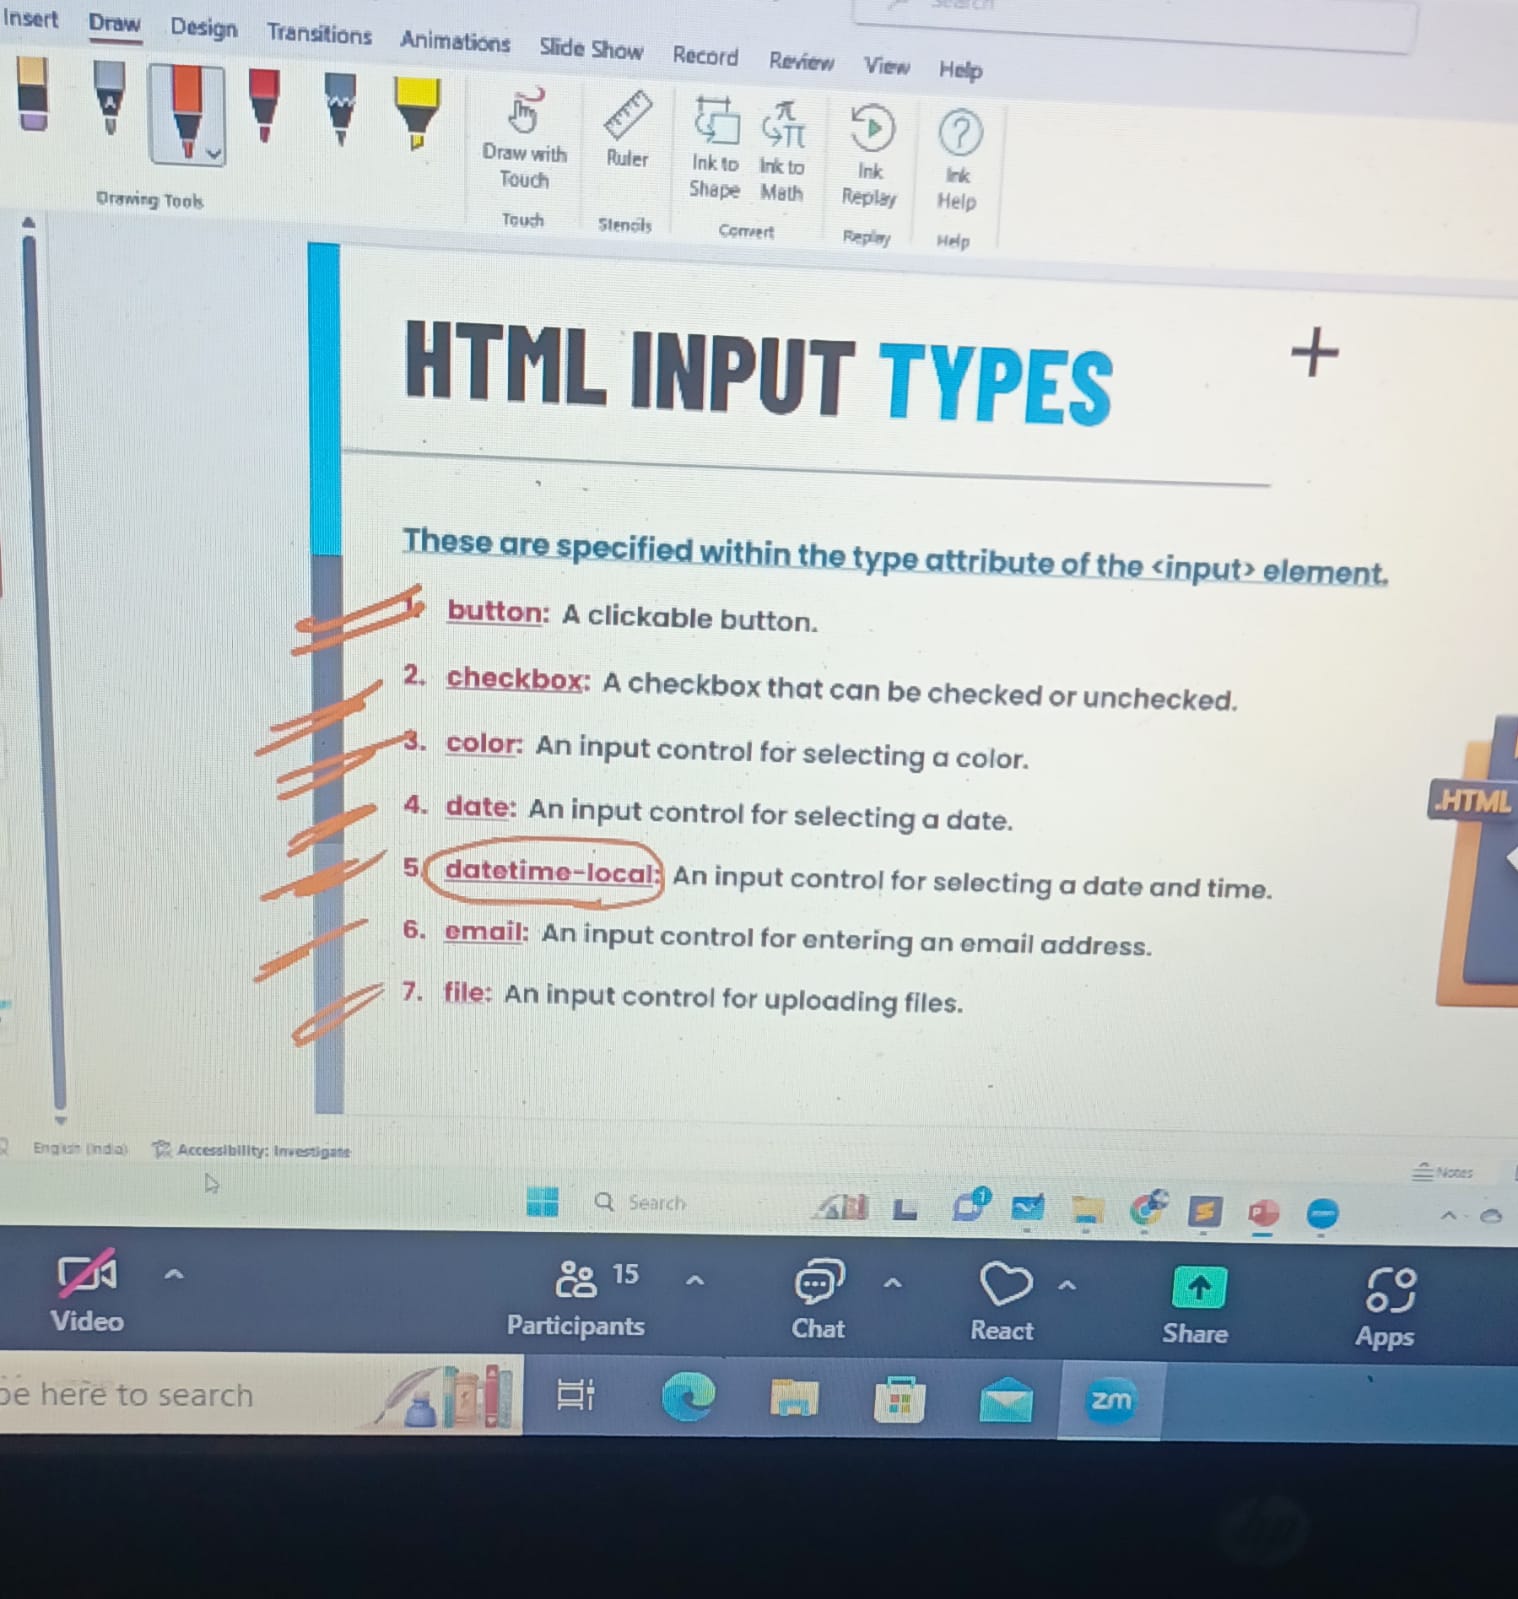 Insert Draw Design Transitions Animations Slide Show Record Review View Help
Draw with Touch
Ruler
Ink to Shape
Ink to Math
Ink Replay
Ink Help
Drawing Tools
Touch
Stencils
Convert
Replay
Help
HTML INPUT TYPES
These are specified within the type attribute of the <input> element.
1. button: A clickable button.
2. checkbox: A checkbox that can be checked or unchecked.
3. color: An input control for selecting a color.
4. date: An input control for selecting a date.
5. datetime-local: An input control for selecting a date and time.
6. email: An input control for entering an email address.
7. file: An input control for uploading files.
.HTML
English (India) Accessibility: Investigate
Notes
Search
Video
15
Participants
Chat
React
Share
Apps
here to search
zm